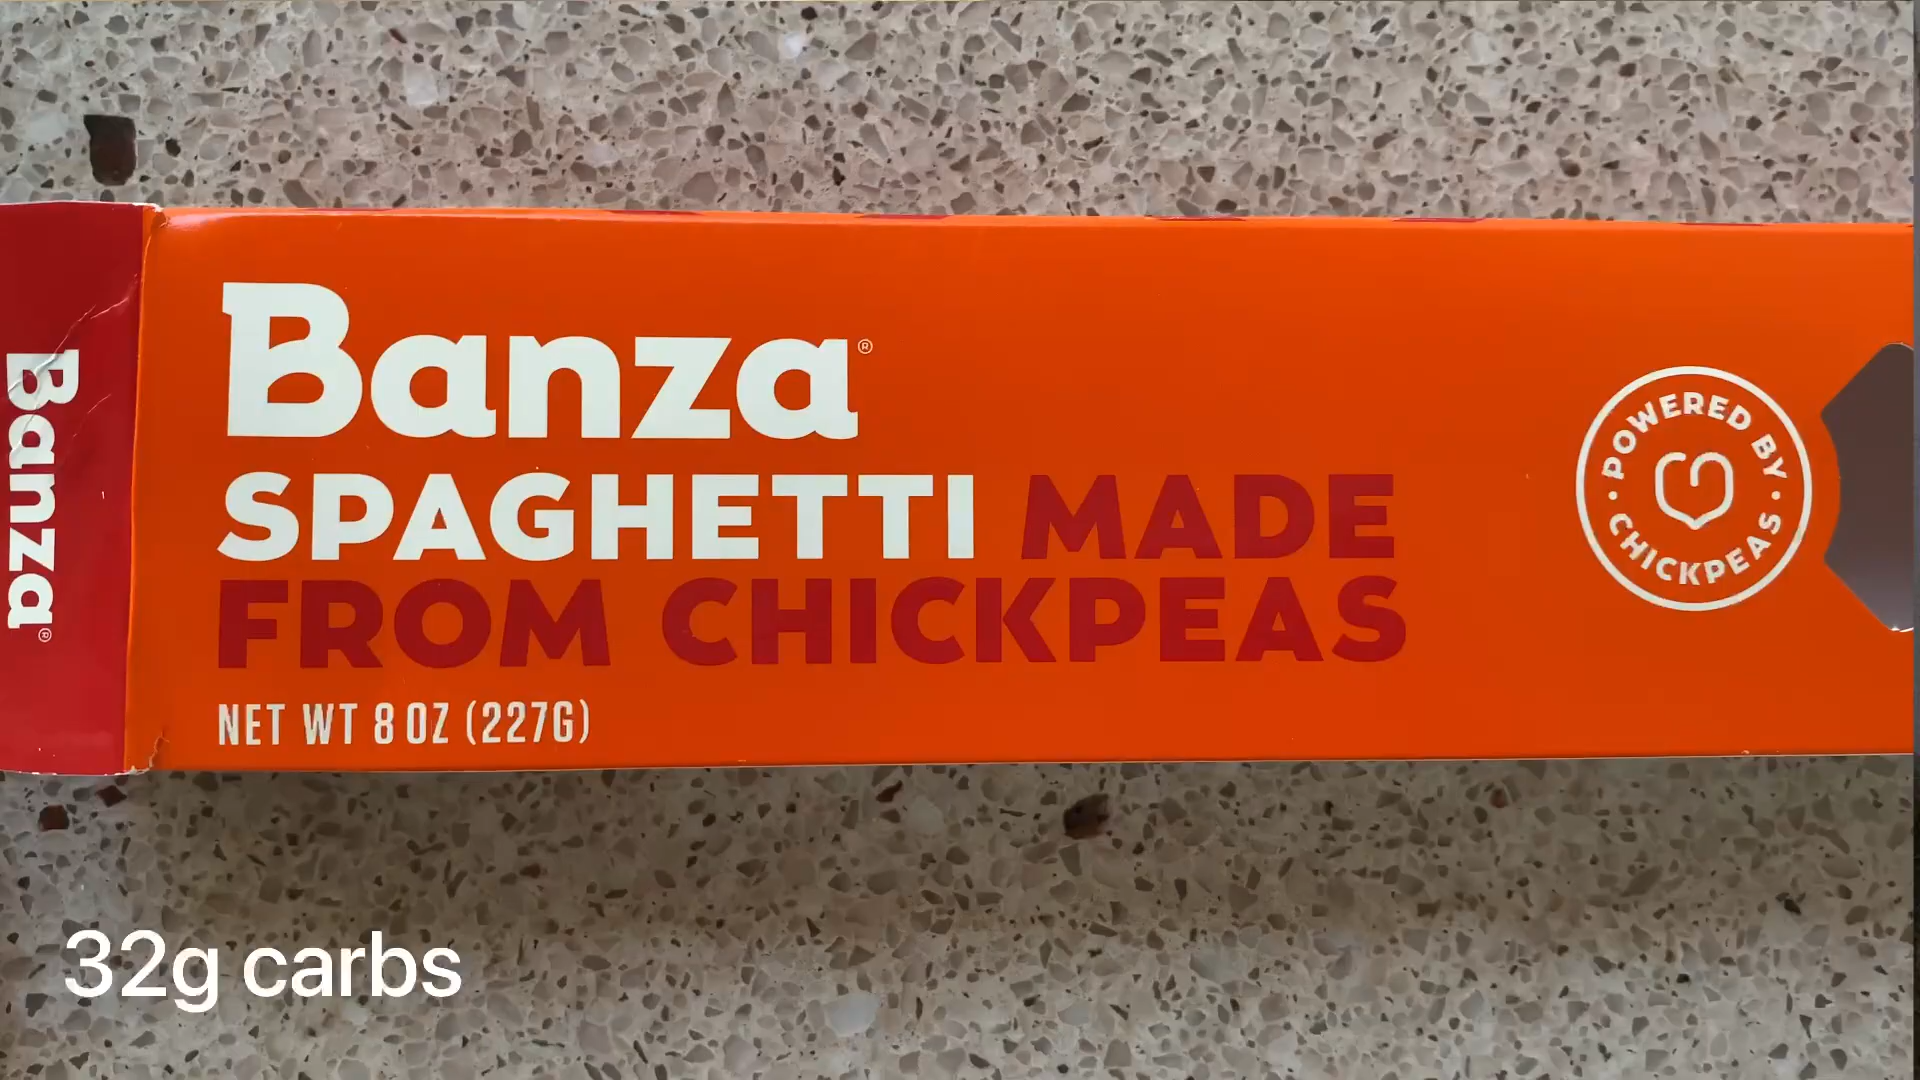 Banza®
Banza®
SPAGHETTI MADE
FROM CHICKPEAS
NET WT 8 OZ (227G)
POWERED BY
CHICKPEAS
32g carbs